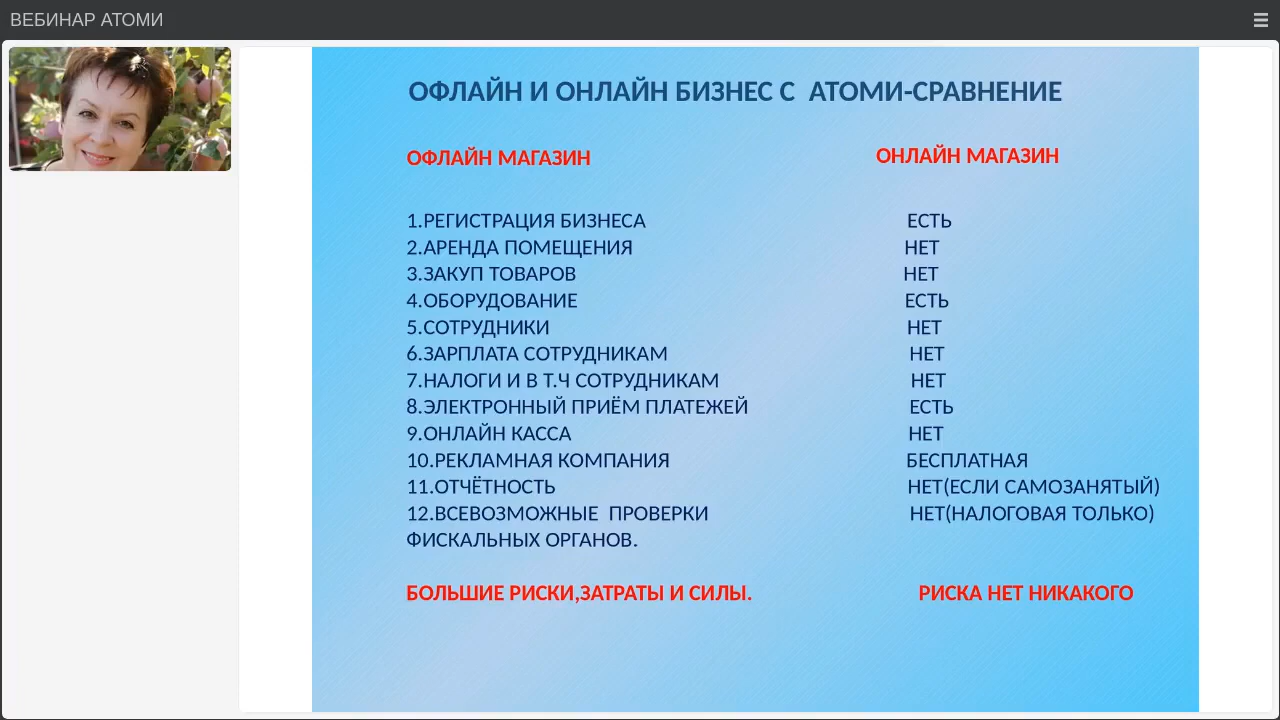 ВЕБИНАР АТОМИ
ОФЛАЙН И ОНЛАЙН БИЗНЕС С  АТОМИ-СРАВНЕНИЕ
ОФЛАЙН МАГАЗИН ОНЛАЙН МАГАЗИН
1.РЕГИСТРАЦИЯ БИЗНЕСА ЕСТЬ
2.АРЕНДА ПОМЕЩЕНИЯ НЕТ
3.ЗАКУП ТОВАРОВ НЕТ
4.ОБОРУДОВАНИЕ ЕСТЬ
5.СОТРУДНИКИ НЕТ
6.ЗАРПЛАТА СОТРУДНИКАМ НЕТ
7.НАЛОГИ И В Т.Ч СОТРУДНИКАМ НЕТ
8.ЭЛЕКТРОННЫЙ ПРИЁМ ПЛАТЕЖЕЙ ЕСТЬ
9.ОНЛАЙН КАССА НЕТ
10.РЕКЛАМНАЯ КОМПАНИЯ БЕСПЛАТНАЯ
11.ОТЧЁТНОСТЬ НЕТ(ЕСЛИ САМОЗАНЯТЫЙ)
12.ВСЕВОЗМОЖНЫЕ  ПРОВЕРКИ НЕТ(НАЛОГОВАЯ ТОЛЬКО)
ФИСКАЛЬНЫХ ОРГАНОВ.
БОЛЬШИЕ РИСКИ,ЗАТРАТЫ И СИЛЫ. РИСКА НЕТ НИКАКОГО